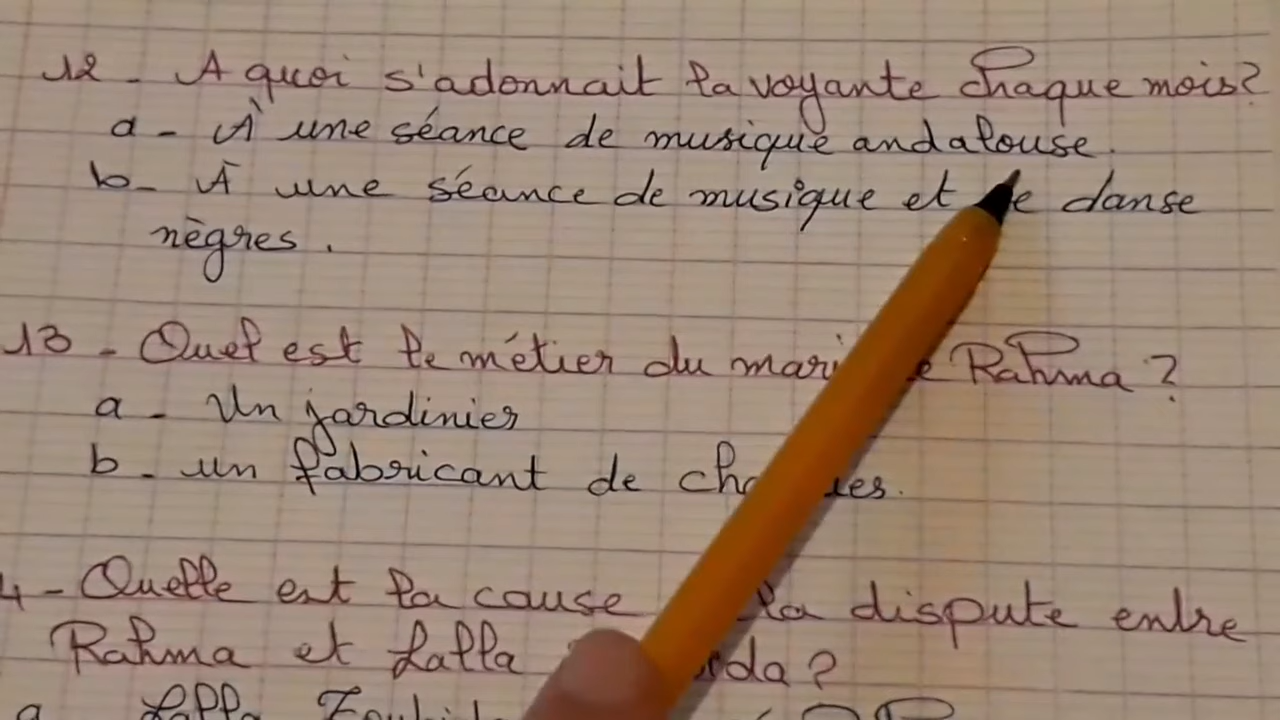 12 - A quoi s'adonnait la voyante chaque mois?
a - À une séance de musique andalouse.
b - À une séance de musique et de danse
nègres.
13 - Quel est le métier du mari Rahma ?
a - Un jardinier
b - un fabricant de
4 - Quelle est la cause la dispute entre
Rahma et Lalla ?
a Lalla